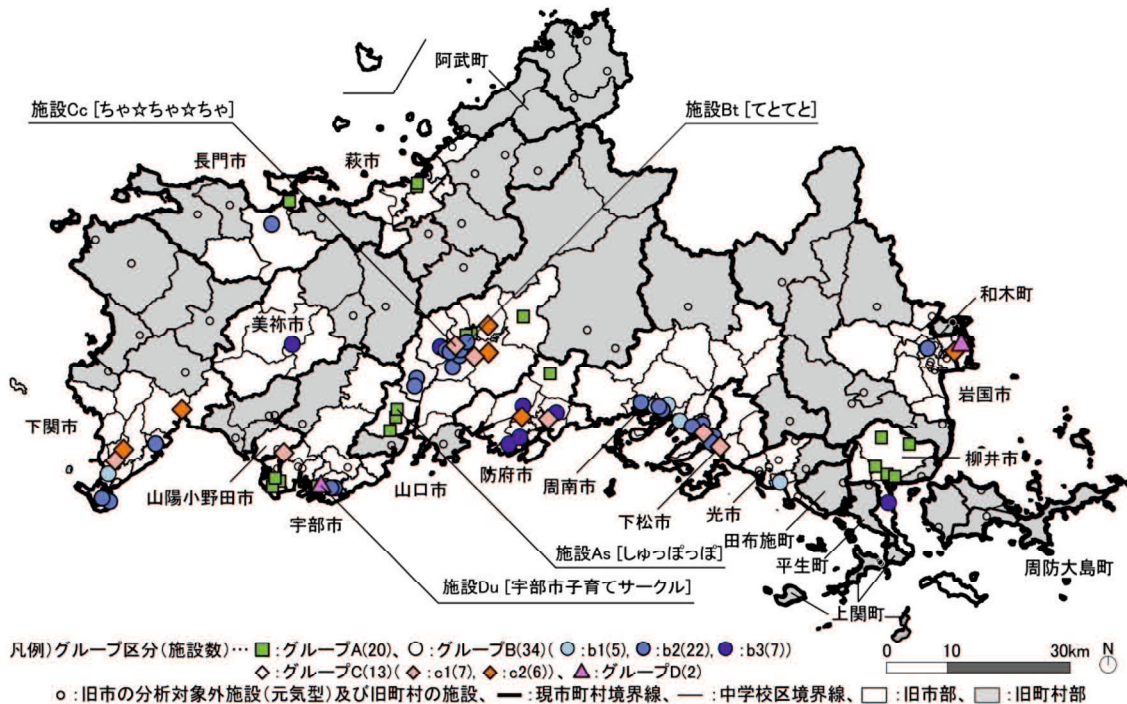 阿武町
施設Cc [ちゃ☆ちゃ☆ちゃ]
施設Bt [てとてと]
長門市
萩市
和木町
美祢市
岩国市
下関市
柳井市
防府市
山陽小野田市
山口市
周南市
宇部市
下松市
光市
田布施町
施設As [しゅっぽっぽ]
平生町
周防大島町
施設Du [宇部市子育てサークル]
上関町
凡例)グループ区分(施設数)… :グループA(20)、 :グループB(34)( :b1(5)、 :b2(22)、 :b3(7))
:グループC(13)( :c1(7)、 :c2(6))、 :グループD(2)
0 10 30km
N
:旧市の分析対象外施設(元気型)及び旧町村の施設、 :現市町村境界線、 :中学校区境界線、 :旧市部、 :旧町村部